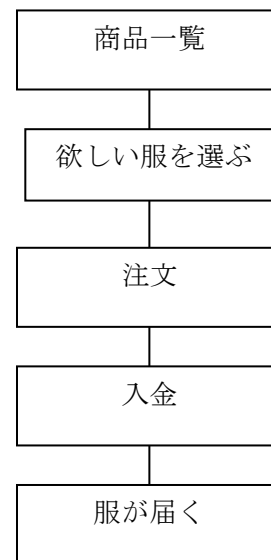 商品一覧
欲しい服を選ぶ
注文
入金
服が届く